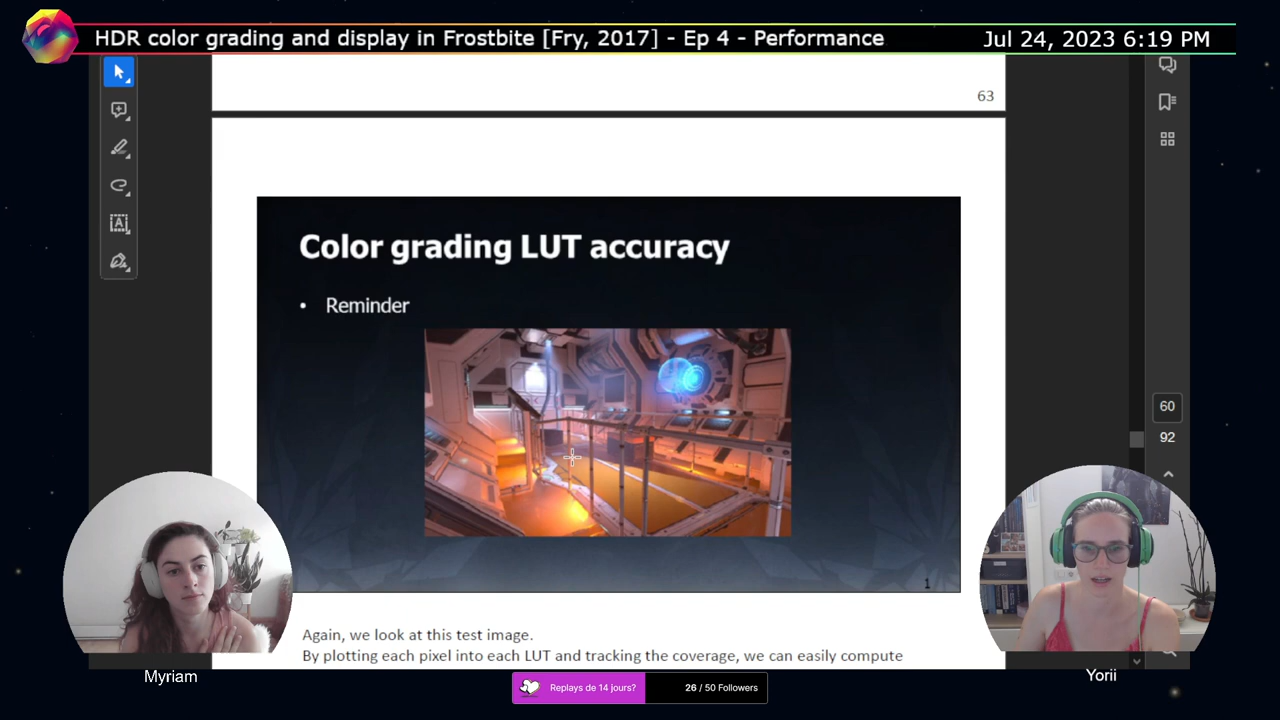 HDR color grading and display in Frostbite [Fry, 2017] - Ep 4 - Performance
Jul 24, 2023 6:19 PM
63
Color grading LUT accuracy
• Reminder
60
92
1
Again, we look at this test image.
By plotting each pixel into each LUT and tracking the coverage, we can easily compute
Myriam
Yorii
Replays de 14 jours?
26 / 50 Followers